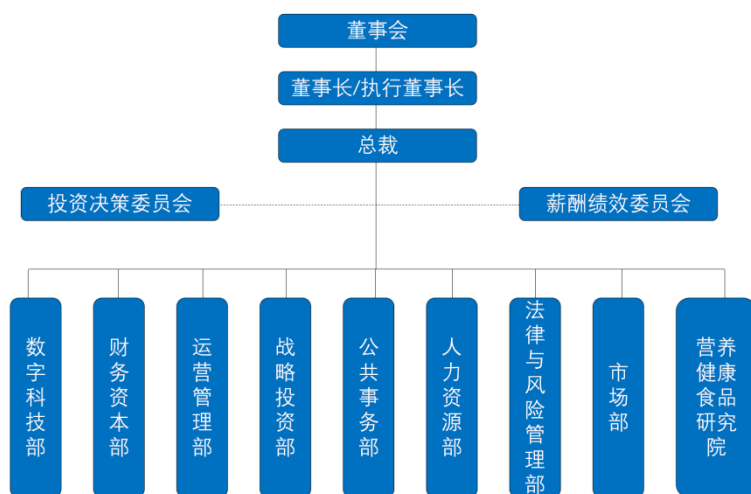 董事会
董事长/执行董事长
总裁
投资决策委员会
薪酬绩效委员会
数字科技部
财务资本部
运营管理部
战略投资部
公共事务部
人力资源部
法律与风险管理部
市场部
营养
健康
食品
研究
院